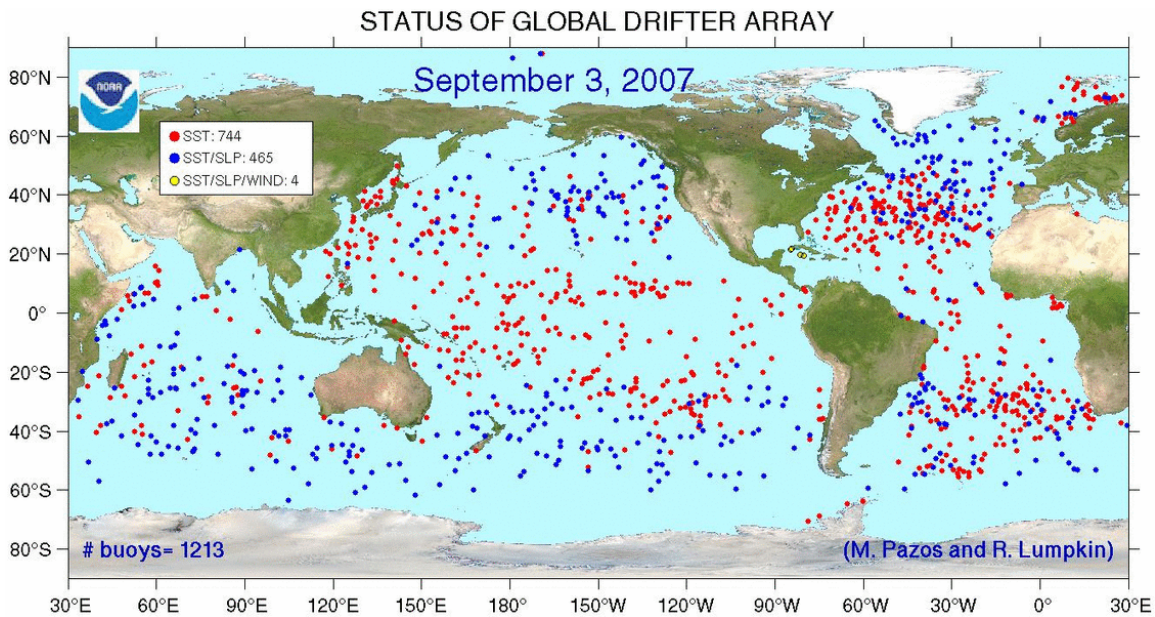 STATUS OF GLOBAL DRIFTER ARRAY
80°N
60°N
40°N
20°N
0°
20°S
40°S
60°S
80°S
NOAA
September 3, 2007
SST: 744
SST/SLP: 465
SST/SLP/WIND: 4
# buoys= 1213
(M. Pazos and R. Lumpkin)
30°E 60°E 90°E 120°E 150°E 180° 150°W 120°W 90°W 60°W 30°W 0° 30°E